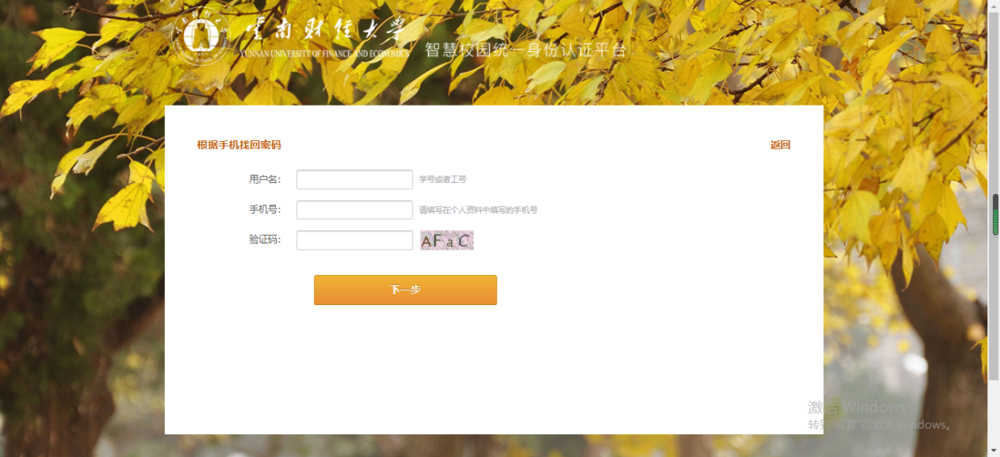 雲南财经大学
YUNNAN UNIVERSITY OF FINANCE AND ECONOMICS
智慧校园统一身份认证平台
根据手机找回密码
返回
用户名:
学号或者工号
手机号:
请填写在个人资料中填写的手机号
验证码:
AFaC
下一步
激活 Windows
转到"设置"以激活 Windows。